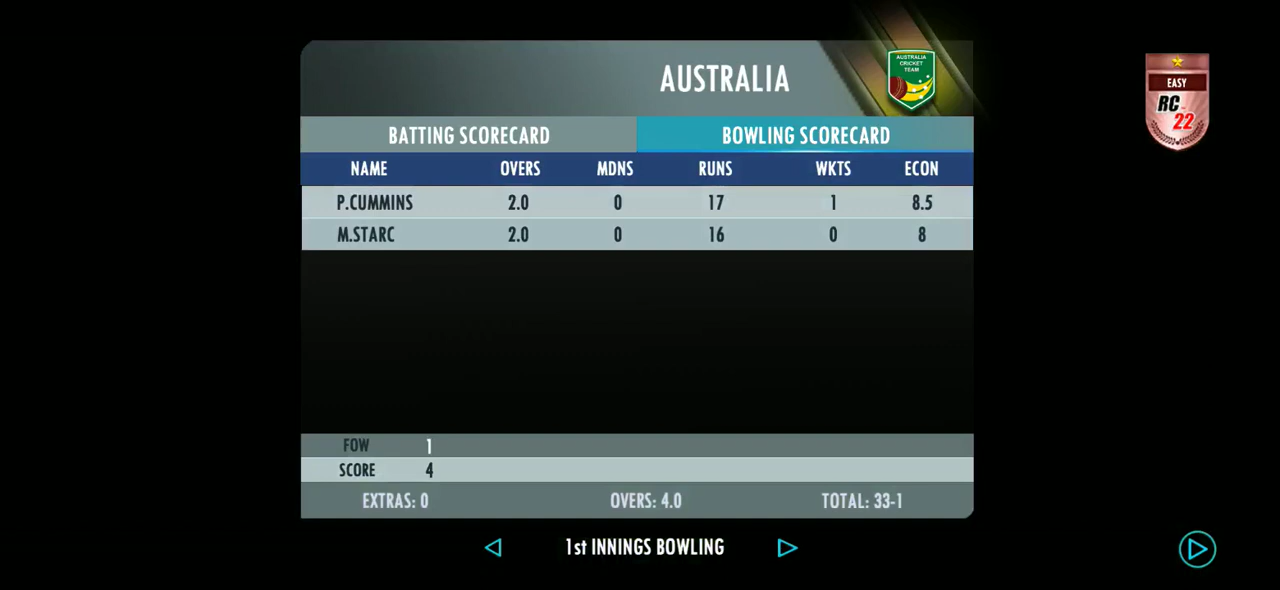 AUSTRALIA
AUSTRALIA
CRICKET
TEAM
EASY
RC
22
BATTING SCORECARD BOWLING SCORECARD
NAME OVERS MDNS RUNS WKTS ECON
P.CUMMINS 2.0 0 17 1 8.5
M.STARC 2.0 0 16 0 8
FOW 1
SCORE 4
EXTRAS: 0 OVERS: 4.0 TOTAL: 33-1
1st INNINGS BOWLING